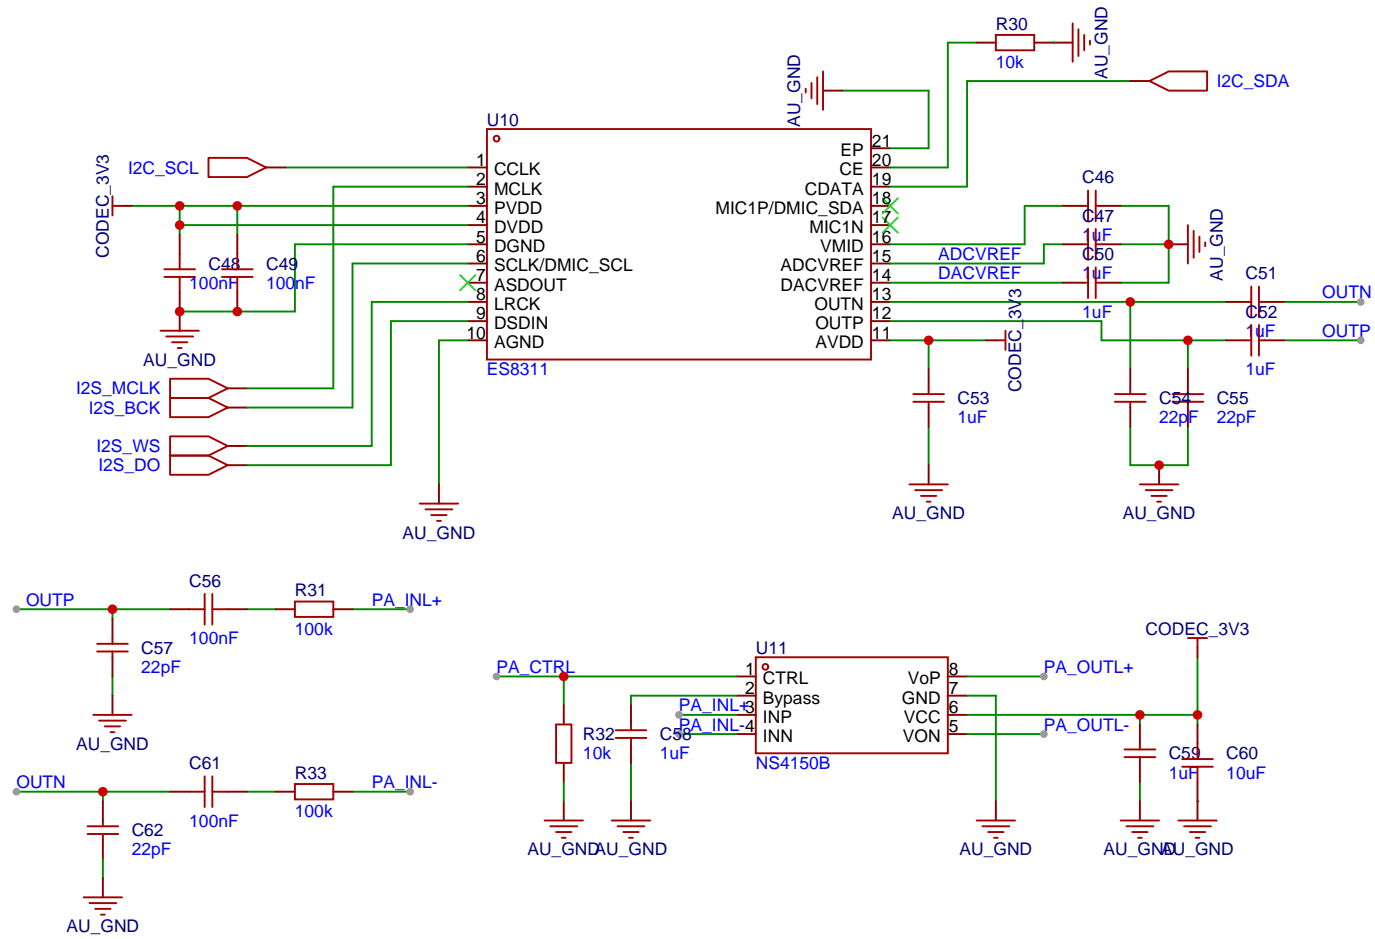 R30
10k
AU_GND
I2C_SDA
AU_GND
U10
I2C_SCL
CODEC_3V3
1 CCLK
2 MCLK
3 PVDD
4 DVDD
5 DGND
6 SCLK/DMIC_SCL
7 ASDOUT
8 LRCK
9 DSDIN
10 AGND
EP 21
CE 20
CDATA 19
MIC1P/DMIC_SDA 18
MIC1N 17
VMID 16
ADCVREF 15
DACVREF 14
OUTN 13
OUTP 12
AVDD 11
ES8311
C48
100nF
C49
100nF
AU_GND
I2S_MCLK
I2S_BCK
I2S_WS
I2S_DO
AU_GND
C46
1uF
C47
1uF
C50
1uF
AU_GND
ADCVREF
DACVREF
CODEC_3V3
C51
1uF
OUTN
C52
1uF
OUTP
C53
1uF
AU_GND
C54
22pF
C55
22pF
AU_GND
OUTP
C56
100nF
R31
100k
PA_INL+
C57
22pF
AU_GND
OUTN
C61
100nF
R33
100k
PA_INL-
C62
22pF
AU_GND
U11
PA_CTRL
PA_INL+
PA_INL-
1 CTRL
2 Bypass
3 INP
4 INN
VoP 8
GND 7
VCC 6
VON 5
NS4150B
R32
10k
C58
1uF
AU_GND
AU_GND
PA_OUTL+
PA_OUTL-
CODEC_3V3
C59
1uF
C60
10uF
AU_GND
AU_GND
AU_GND